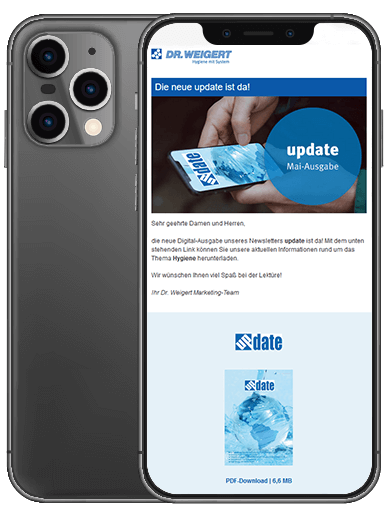 DR.WEIGERT
Hygiene mit System
Die neue update ist da!
update
Mai-Ausgabe
date
Sehr geehrte Damen und Herren,
die neue Digital-Ausgabe unseres Newsletters update ist da! Mit dem unten
stehenden Link können Sie unsere aktuellen Informationen rund um das
Thema Hygiene herunterladen.
Wir wünschen Ihnen viel Spaß bei der Lektüre!
Ihr Dr. Weigert Marketing-Team
date
date
PDF-Download | 6,6 MB